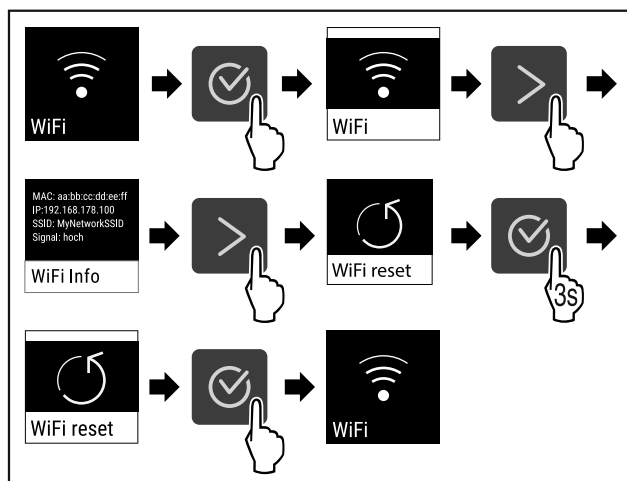 WiFi
WiFi
MAC: aa:bb:cc:dd:ee:ff
IP:192.168.178.100
SSID: MyNetworkSSID
Signal: hoch
WiFi Info
WiFi reset
3s
WiFi reset
WiFi